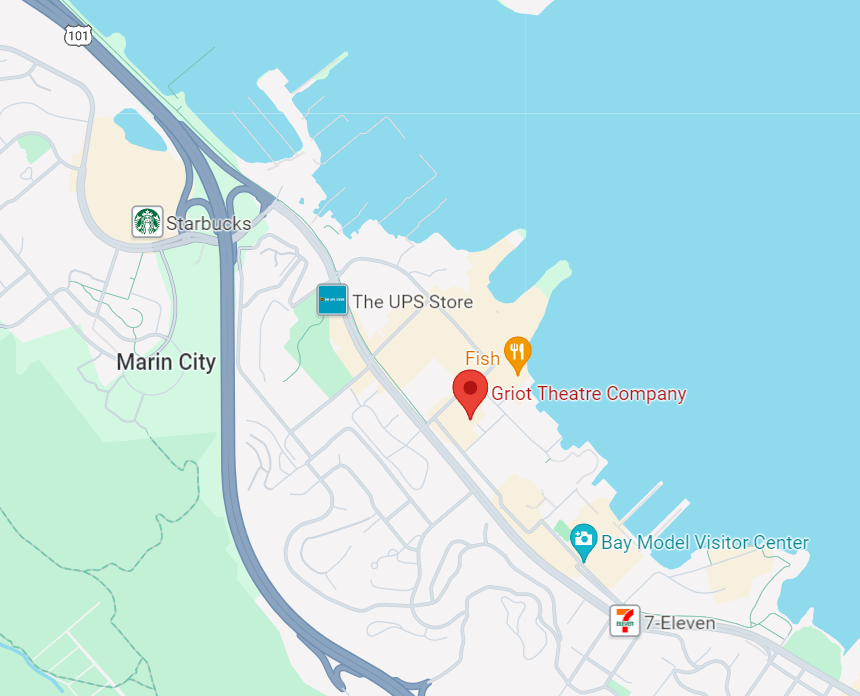 101
Starbucks
The UPS Store
Marin City
Fish
Griot Theatre Company
Bay Model Visitor Center
7-Eleven